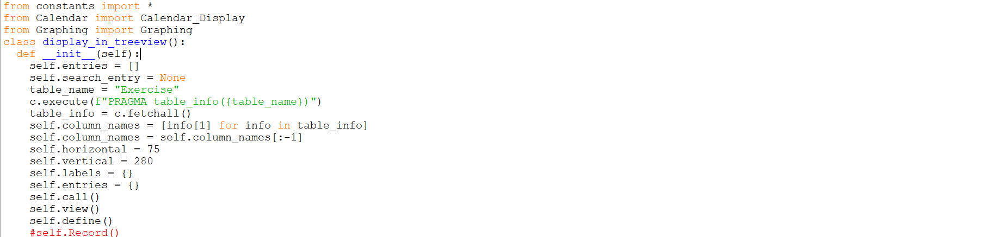 from constants import *
from Calendar import Calendar_Display
from Graphing import Graphing
class display_in_treeview():
  def __init__(self):
    self.entries = []
    self.search_entry = None
    table_name = "Exercise"
    c.execute(f"PRAGMA table_info({table_name})")
    table_info = c.fetchall()
    self.column_names = [info[1] for info in table_info]
    self.column_names = self.column_names[:-1]
    self.horizontal = 75
    self.vertical = 280
    self.labels = {}
    self.entries = {}
    self.call()
    self.view()
    self.define()
    #self.Record()